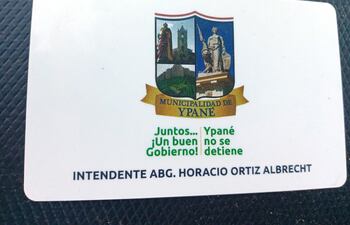 MUNICIPALIDAD DE
YPANÉ
Juntos... | Ypané
¡Un buen | no se
Gobierno! | detiene
INTENDENTE ABG. HORACIO ORTIZ ALBRECHT